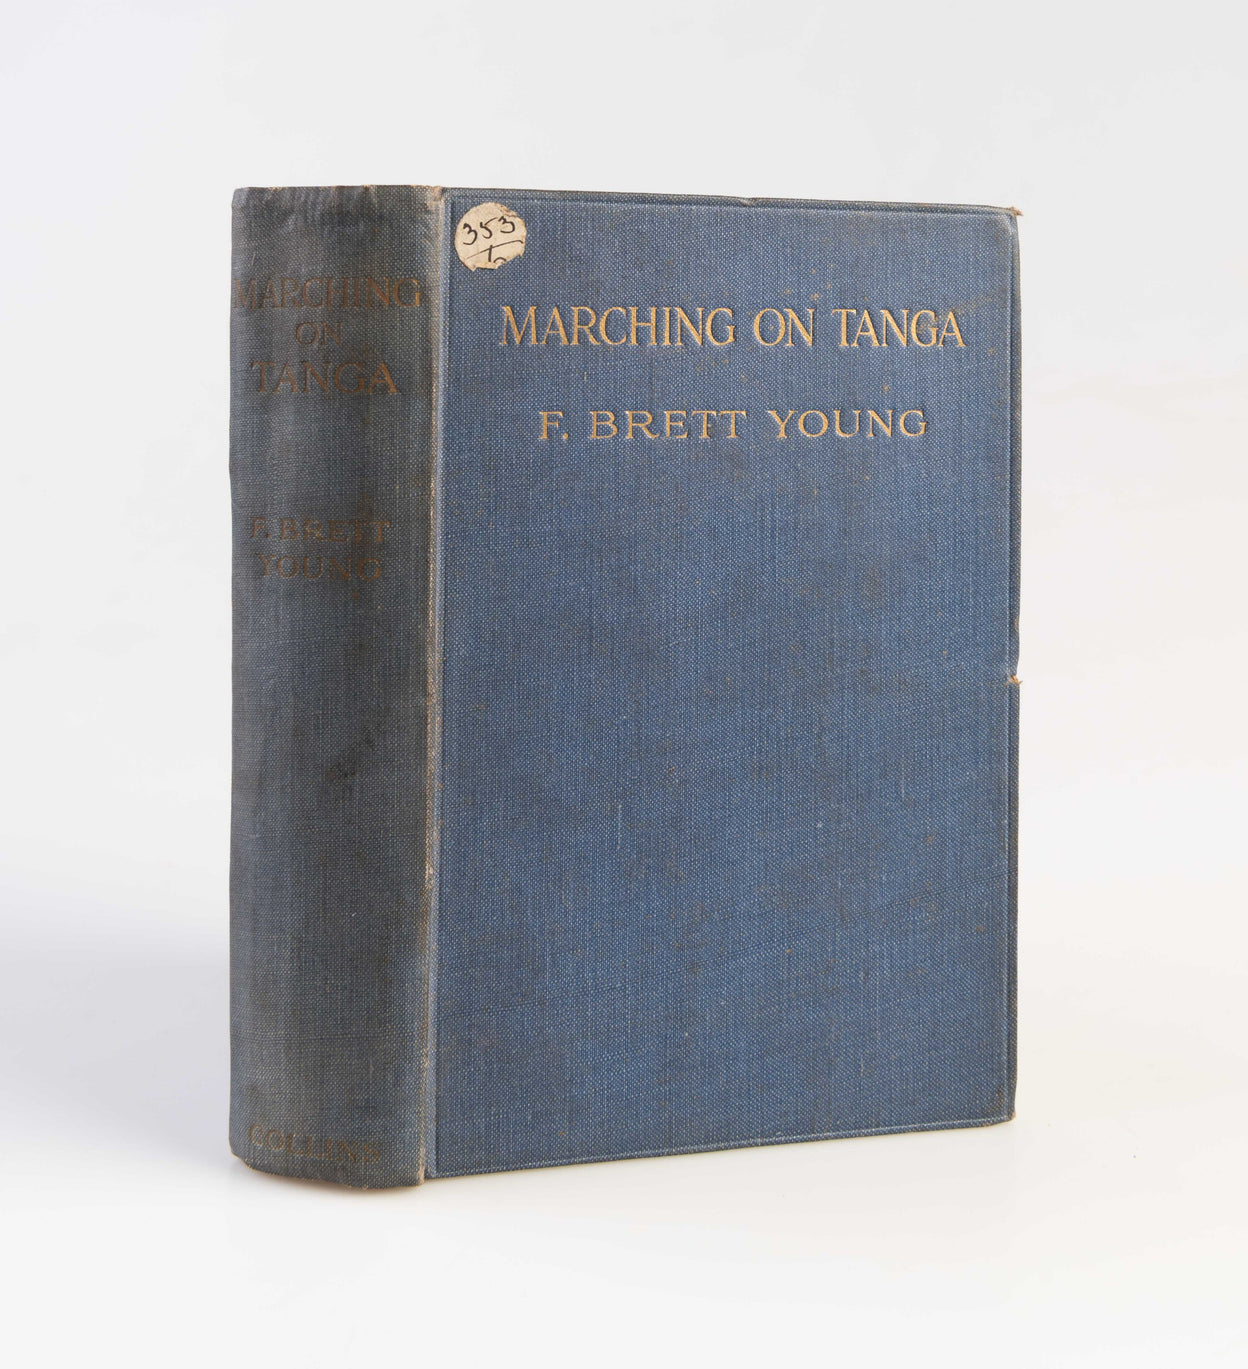 MARCHING
ON
TANGA
F. BRETT
YOUNG
COLLINS
353
MARCHING ON TANGA
F. BRETT YOUNG